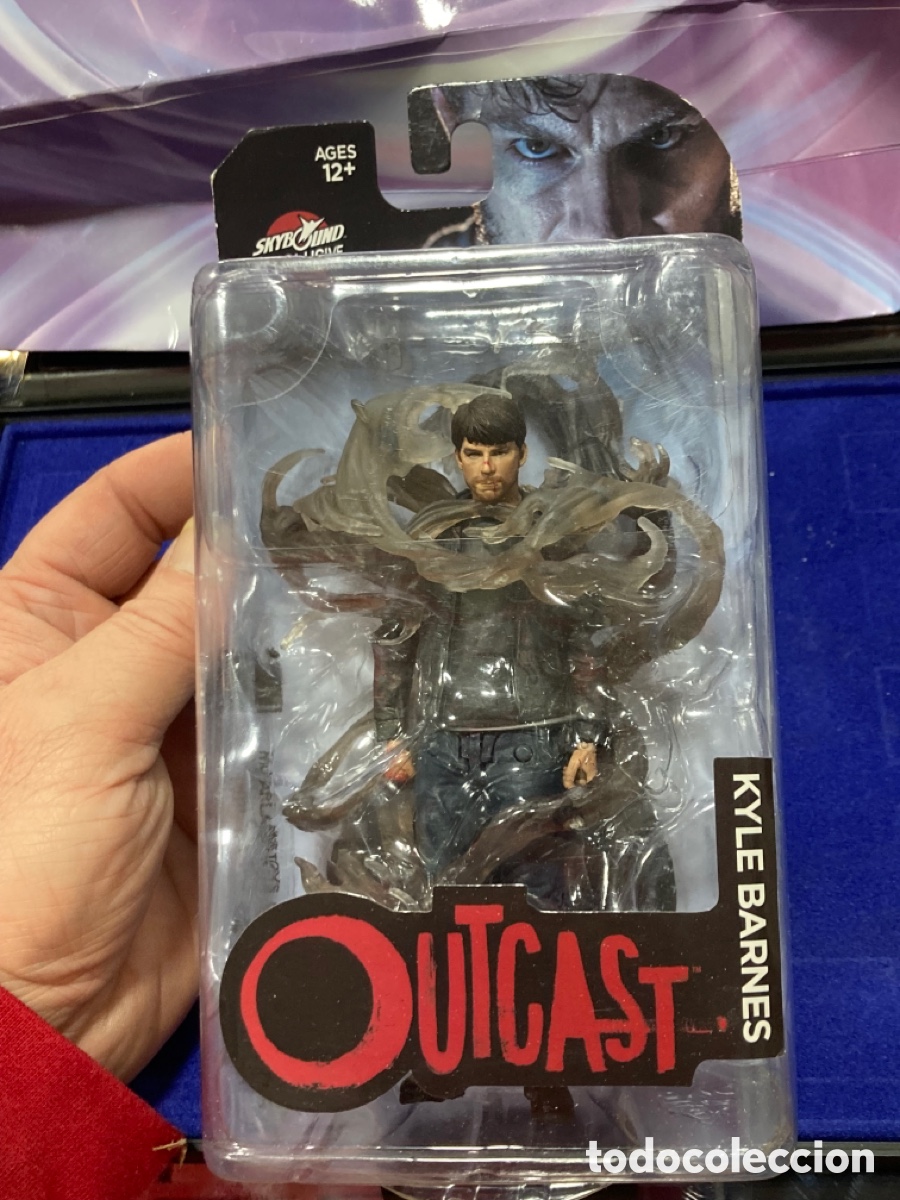 AGES
12+
SKYBOUND
OUTCAST
KYLE BARNES
todocoleccion